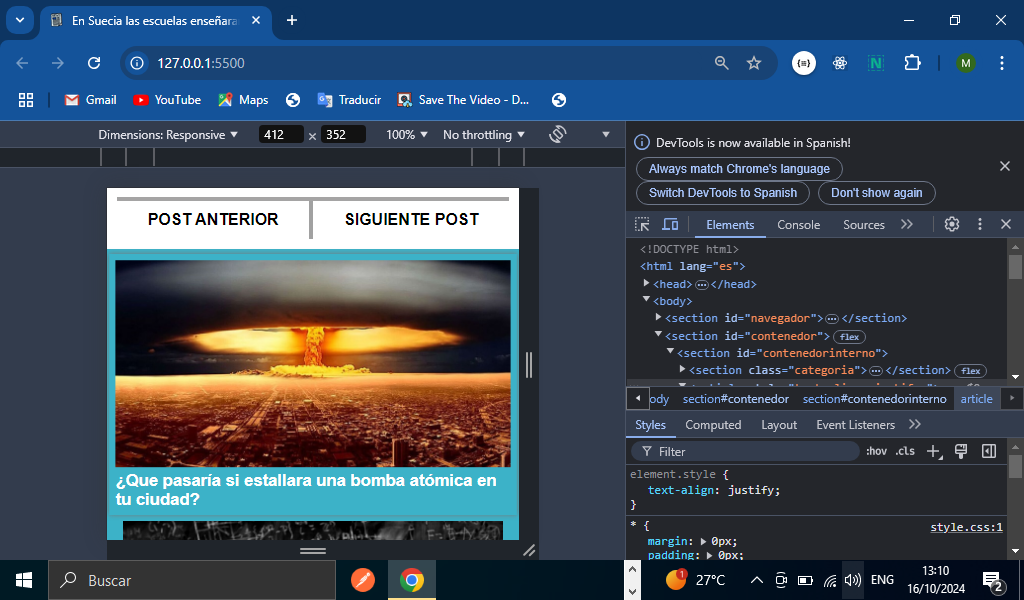 En Suecia las escuelas enseñara
127.0.0.1:5500
{=}
N
M
Gmail
YouTube
Maps
Traducir
Save The Video - D...
Dimensions: Responsive
412 × 352
100%
No throttling
DevTools is now available in Spanish!
Always match Chrome's language
Switch DevTools to Spanish
Don't show again
Elements
Console
Sources
<!DOCTYPE html>
<html lang="es">
<head>
</head>
<body>
<section id="navegador">
</section>
<section id="contenedor">
flex
<section id="contenedorinterno">
<section class="categoria">
</section>
flex
ody
section#contenedor
section#contenedorinterno
article
Styles
Computed
Layout
Event Listeners
Filter
:hov
.cls
element.style {
text-align: justify;
}
* {
style.css:1
margin: 0px;
padding: 0px;
POST ANTERIOR
SIGUIENTE POST
¿Que pasaría si estallara una bomba atómica en
tu ciudad?
Buscar
1
27°C
ENG
13:10
16/10/2024
2